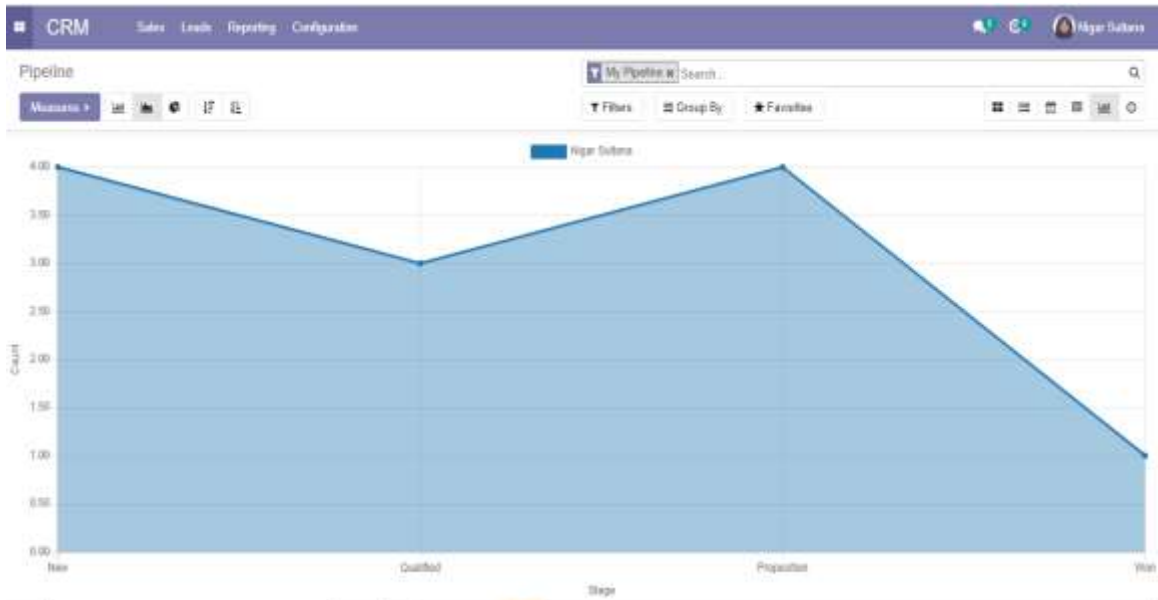 CRM Sales Leads Reporting Configuration Nigar Sultana
Pipeline My Pipeline x Search...
Measures Filters Group By Favorites
Nigar Sultana
4.00
3.50
3.00
2.50
2.00
1.50
1.00
0.50
0.00
Count
New Qualified Proposition Won
Stage